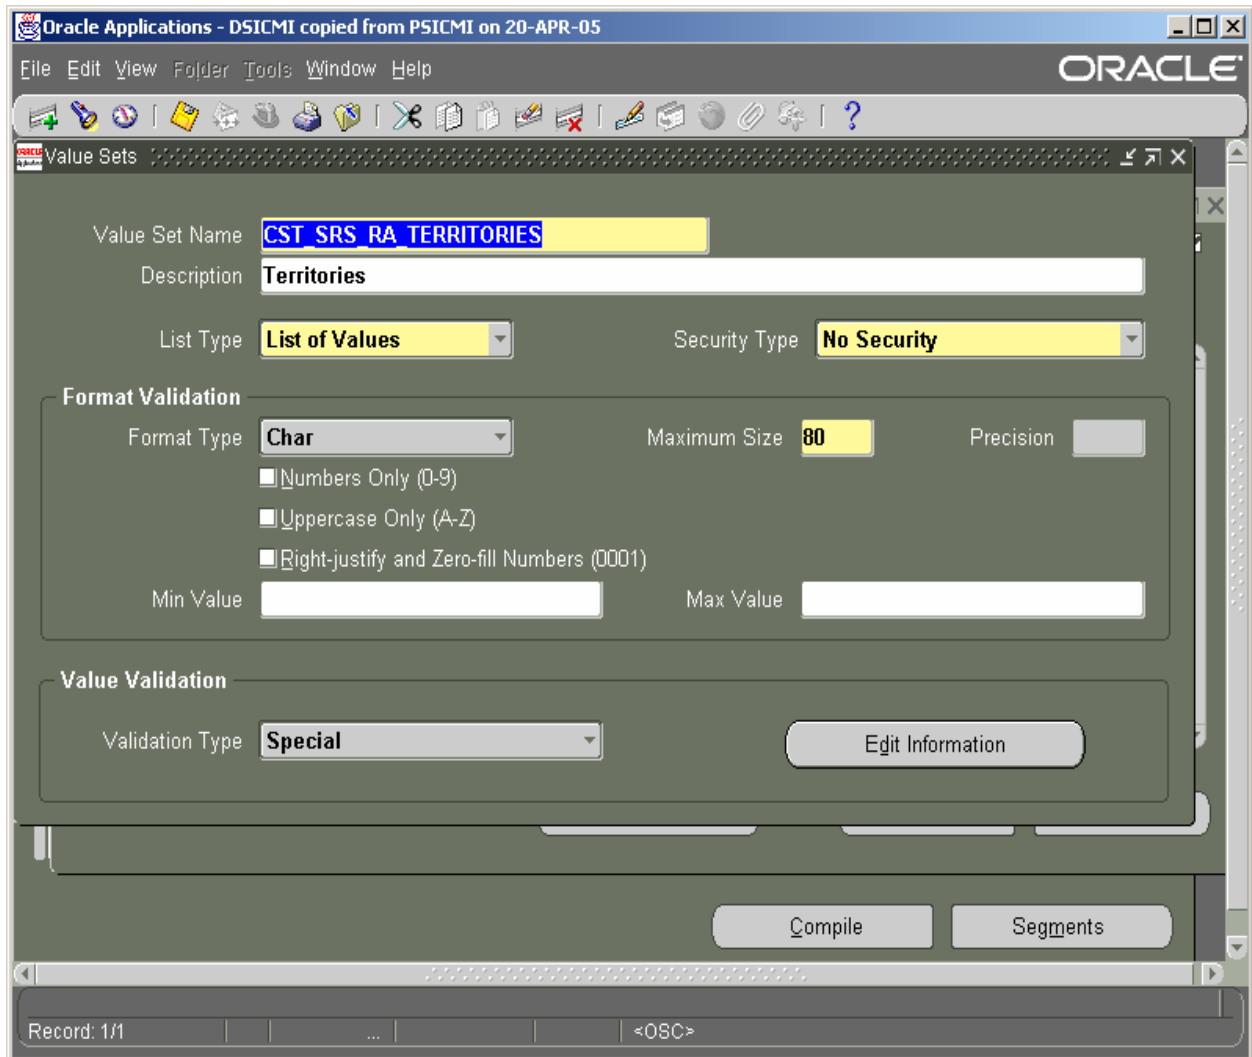 Oracle Applications - DSICMI copied from PSICMI on 20-APR-05
File Edit View Folder Tools Window Help
ORACLE
Value Sets
Value Set Name CST_SRS_RA_TERRITORIES
Description Territories
List Type List of Values Security Type No Security
Format Validation
Format Type Char Maximum Size 80 Precision
Numbers Only (0-9)
Uppercase Only (A-Z)
Right-justify and Zero-fill Numbers (0001)
Min Value Max Value
Value Validation
Validation Type Special Edit Information
Compile Segments
Record: 1/1 ... <OSC>